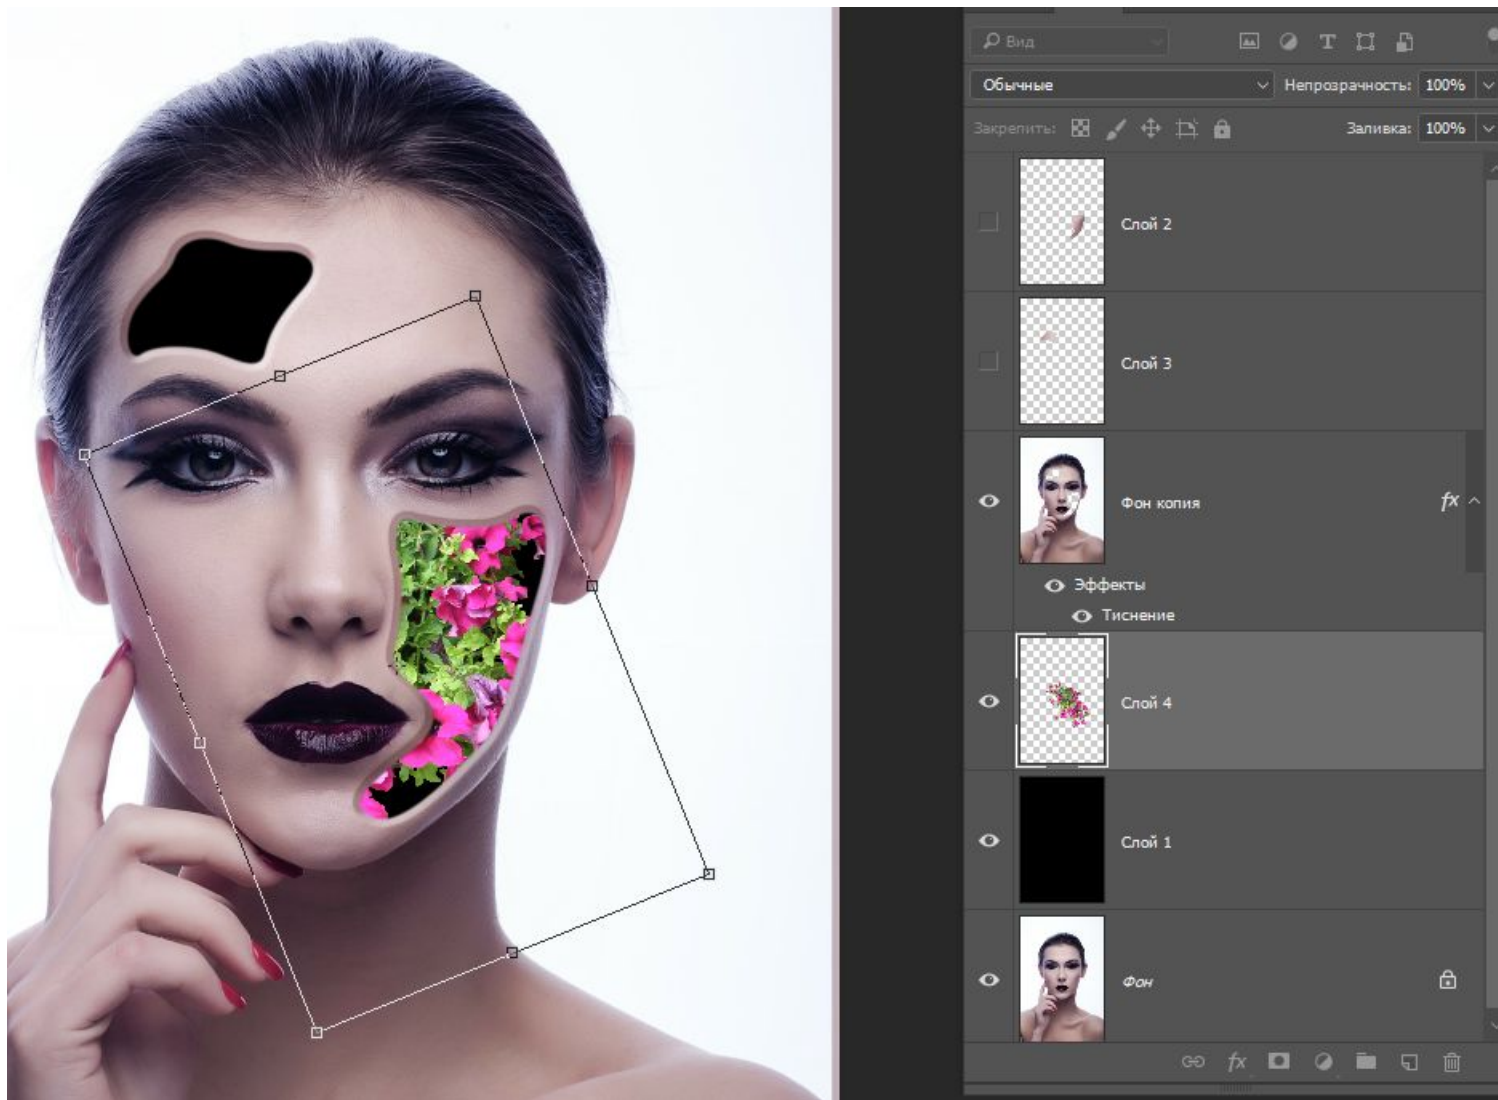 Вид
Обычные Непрозрачность: 100%
Закрепить: Заливка: 100%
Слой 2
Слой 3
Фон копия fx
Эффекты
Тиснение
Слой 4
Слой 1
Фон
fx